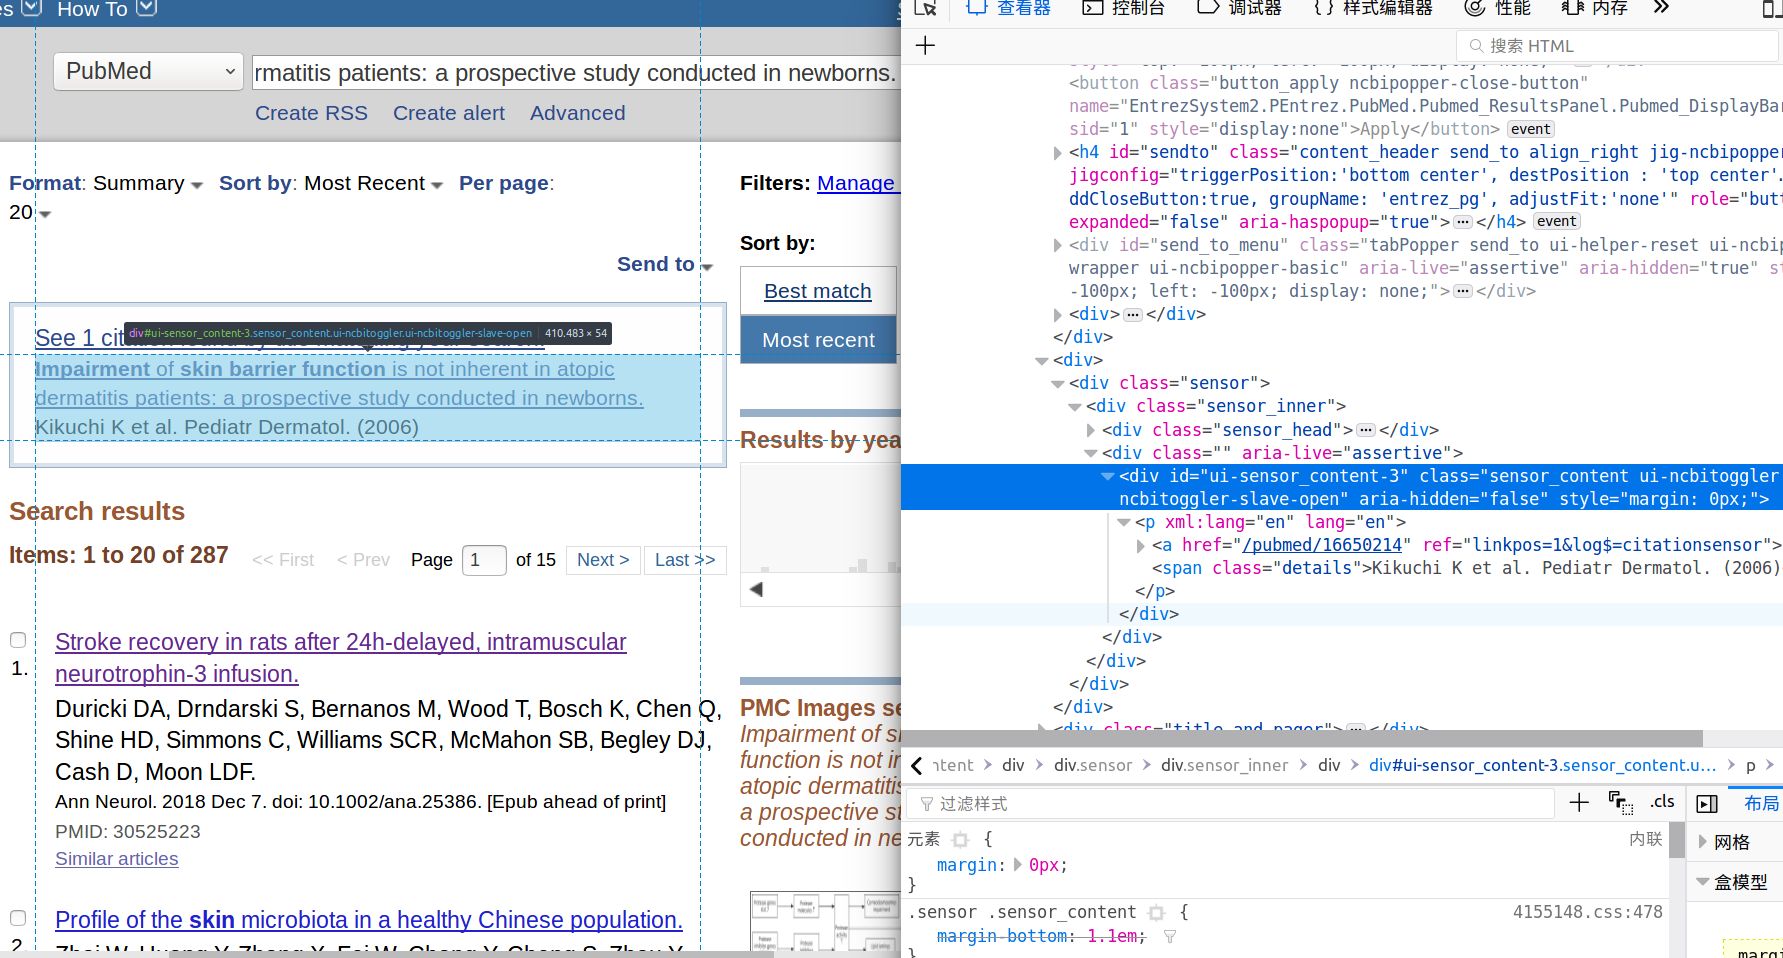 es How To
PubMed
rmatitis patients: a prospective study conducted in newborns.
Create RSS Create alert Advanced
Format: Summary Sort by: Most Recent Per page:
20
Send to
Filters: Manage
Sort by:
Best match
Most recent
See 1 citation found by title matching your search:
div#ui-sensor_content-3.sensor_content.ui-ncbitoggler.ui-ncbitoggler-slave-open 410.483 × 54
Impairment of skin barrier function is not inherent in atopic
dermatitis patients: a prospective study conducted in newborns.
Kikuchi K et al. Pediatr Dermatol. (2006)
Results by yea
Search results
Items: 1 to 20 of 287 << First < Prev Page 1 of 15 Next > Last >>
1.
Stroke recovery in rats after 24h-delayed, intramuscular
neurotrophin-3 infusion.
Duricki DA, Drndarski S, Bernanos M, Wood T, Bosch K, Chen Q,
Shine HD, Simmons C, Williams SCR, McMahon SB, Begley DJ,
Cash D, Moon LDF.
Ann Neurol. 2018 Dec 7. doi: 10.1002/ana.25386. [Epub ahead of print]
PMID: 30525223
Similar articles
2.
Profile of the skin microbiota in a healthy Chinese population.
PMC Images se
Impairment of s
function is not in
atopic dermatitis
a prospective st
conducted in ne
查看器 控制台 调试器 {} 样式编辑器 性能 内存
+ 搜索 HTML
<button class="button_apply ncbipopper-close-button"
name="EntrezSystem2.PEntrez.PubMed.Pubmed_ResultsPanel.Pubmed_DisplayBar
sid="1" style="display:none">Apply</button> event
<h4 id="sendto" class="content_header send_to align_right jig-ncbipopper
jigconfig="triggerPosition:'bottom center', destPosition : 'top center'.
ddCloseButton:true, groupName: 'entrez_pg', adjustFit:'none'" role="butt
expanded="false" aria-haspopup="true"> ••• </h4> event
<div id="send_to_menu" class="tabPopper send_to ui-helper-reset ui-ncbip
wrapper ui-ncbipopper-basic" aria-live="assertive" aria-hidden="true" st
-100px; left: -100px; display: none;"> ••• </div>
<div> ••• </div>
</div>
<div>
<div class="sensor">
<div class="sensor_inner">
<div class="sensor_head"> ••• </div>
<div class="" aria-live="assertive">
<div id="ui-sensor_content-3" class="sensor_content ui-ncbitoggler
ncbitoggler-slave-open" aria-hidden="false" style="margin: 0px;">
<p xml:lang="en" lang="en">
<a href="/pubmed/16650214" ref="linkpos=1&log$=citationsensor">
<span class="details">Kikuchi K et al. Pediatr Dermatol. (2006)
</p>
</div>
</div>
</div>
</div>
</div>
<div class="title_and_pager"> ••• </div>
ntent > div > div.sensor > div.sensor_inner > div > div#ui-sensor_content-3.sensor_content.u… > p >
过滤样式 + .cls 布局
元素 { 内联
margin: 0px;
}
.sensor .sensor_content { 4155148.css:478
margin-bottom: 1.1em;
}
网格
盒模型
margi